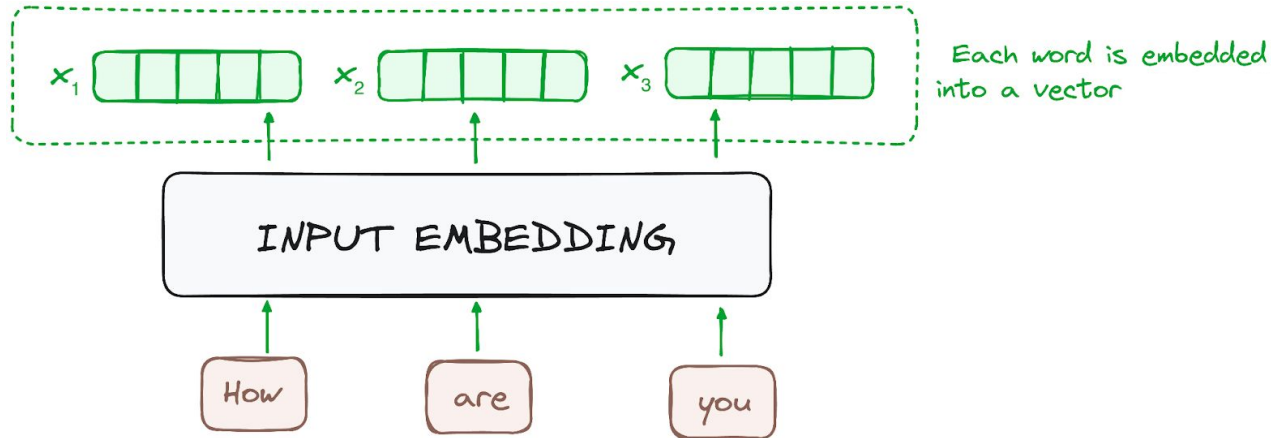 x₁ x₂ x₃
Each word is embedded
into a vector
INPUT EMBEDDING
How are you